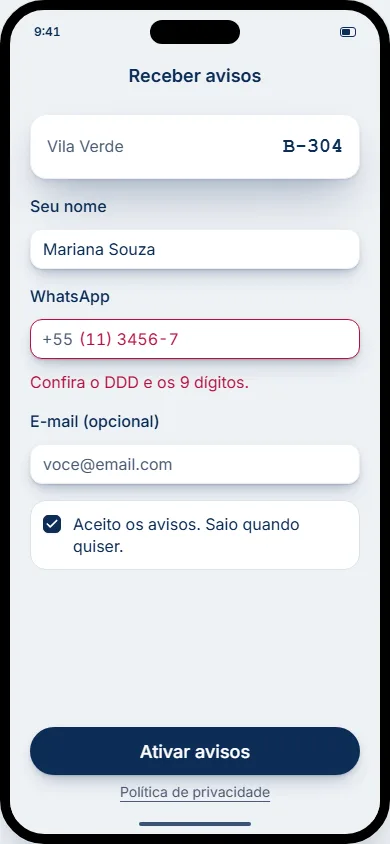 9:41
Receber avisos
Vila Verde B-304
Seu nome
Mariana Souza
WhatsApp
+55 (11) 3456-7
Confira o DDD e os 9 dígitos.
E-mail (opcional)
voce@email.com
Aceito os avisos. Saio quando
quiser.
Ativar avisos
Política de privacidade